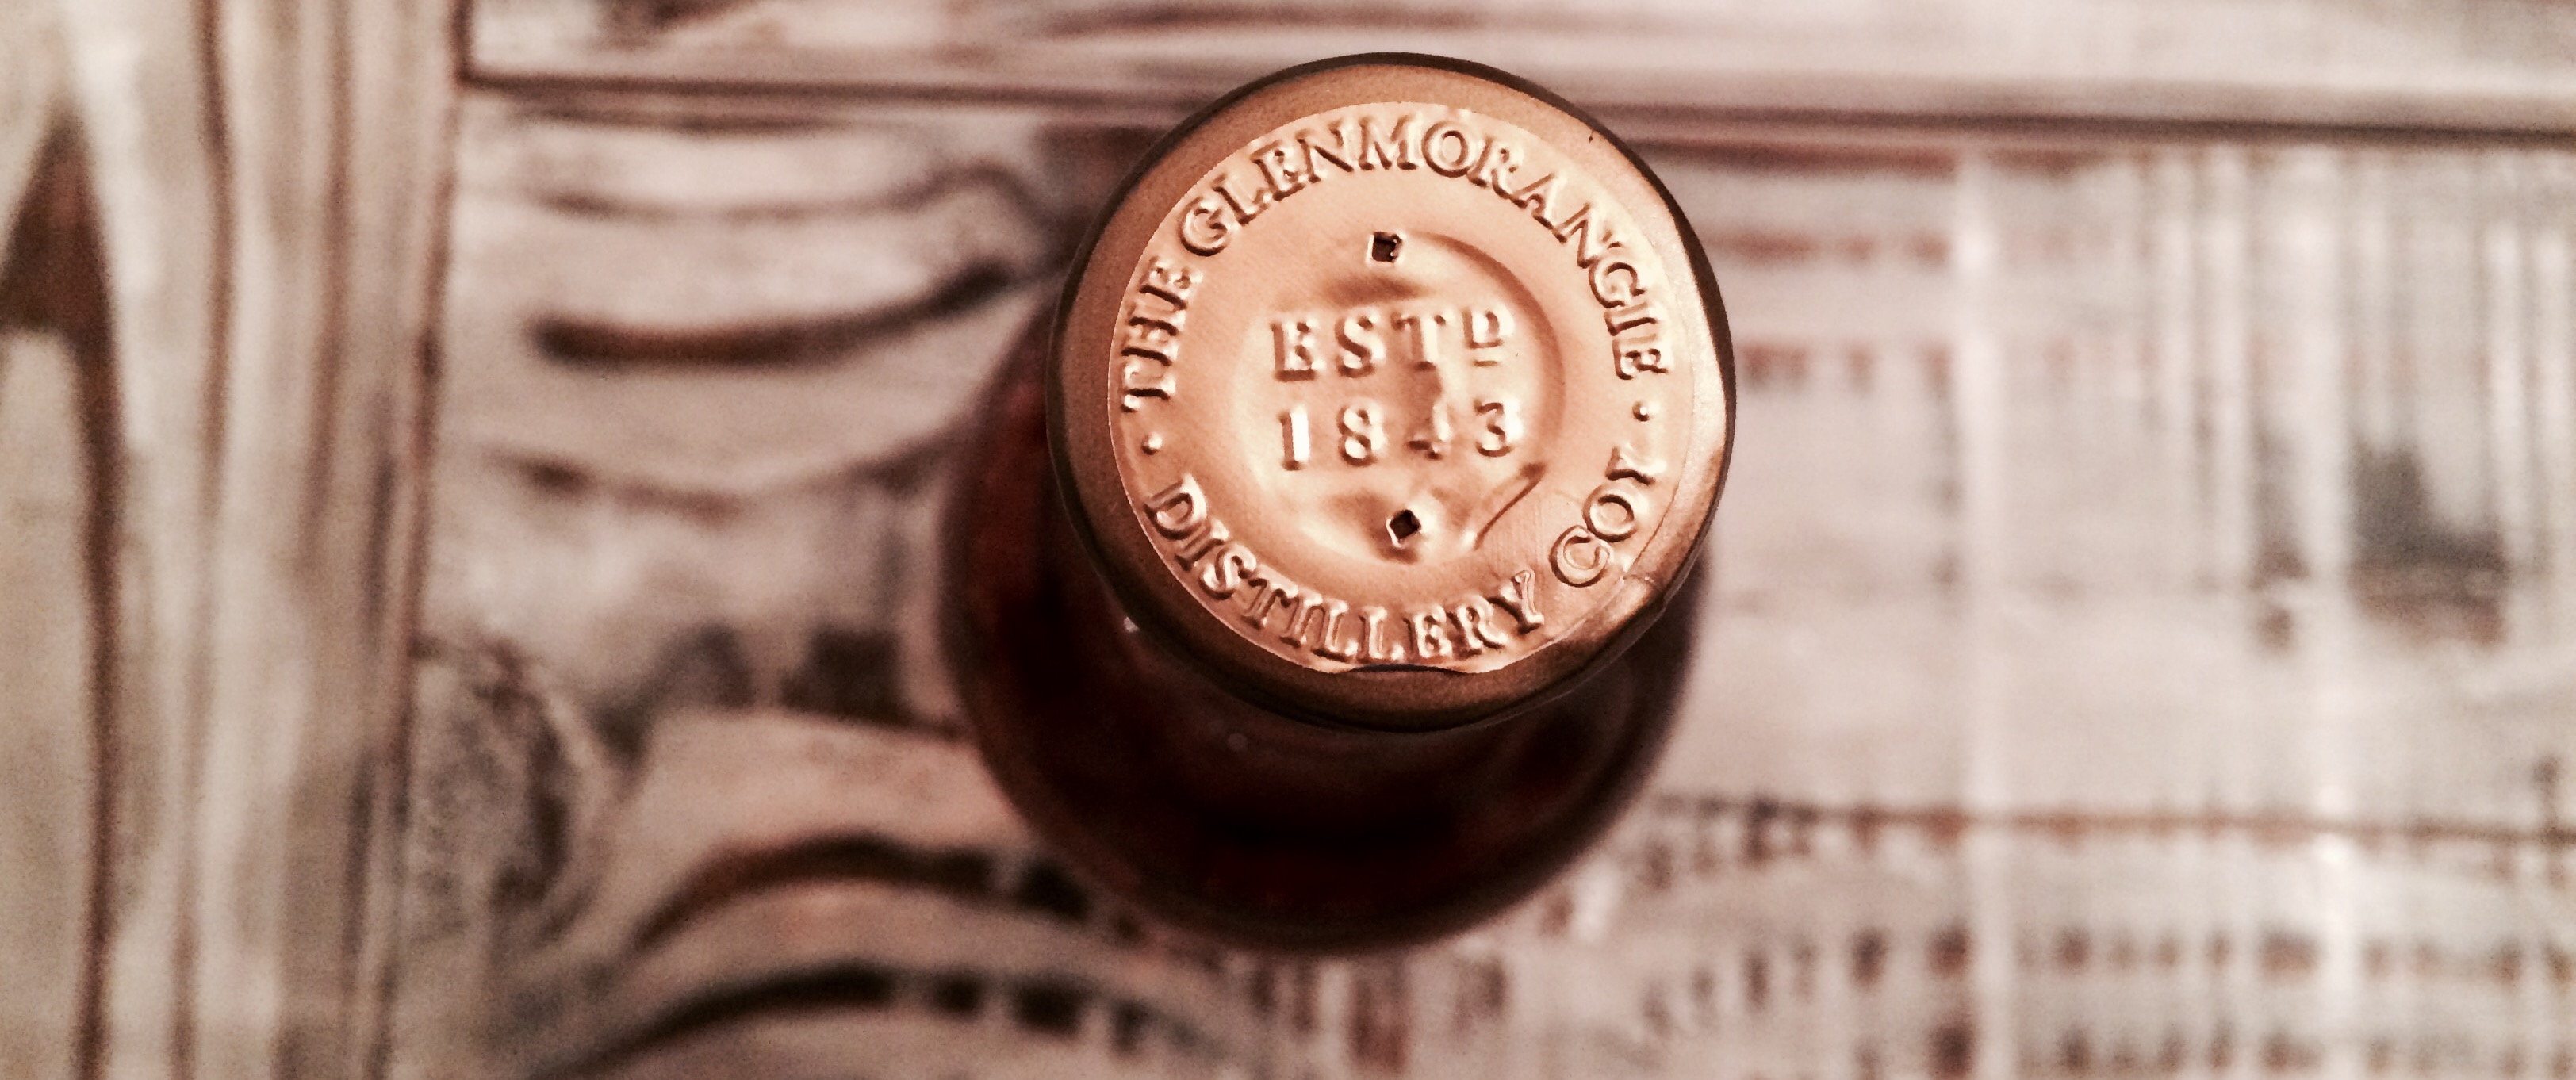 THE GLENMORANGIE
ESTD
1843
DISTILLERY COY